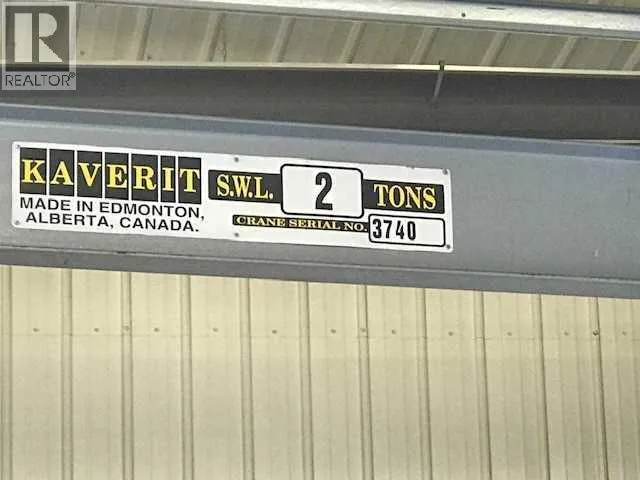 R
REALTOR®
KAVERIT S.W.L. 2 TONS
MADE IN EDMONTON,
ALBERTA, CANADA.
CRANE SERIAL NO. 3740